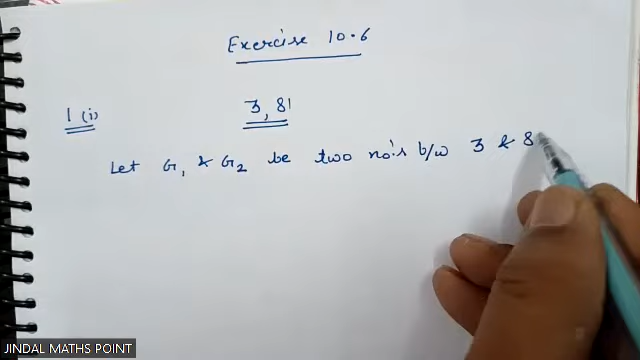 Exercise 10.6
1 (i) 3, 81
Let G₁ & G₂ be two no.'s b/w 3 & 8
JINDAL MATHS POINT